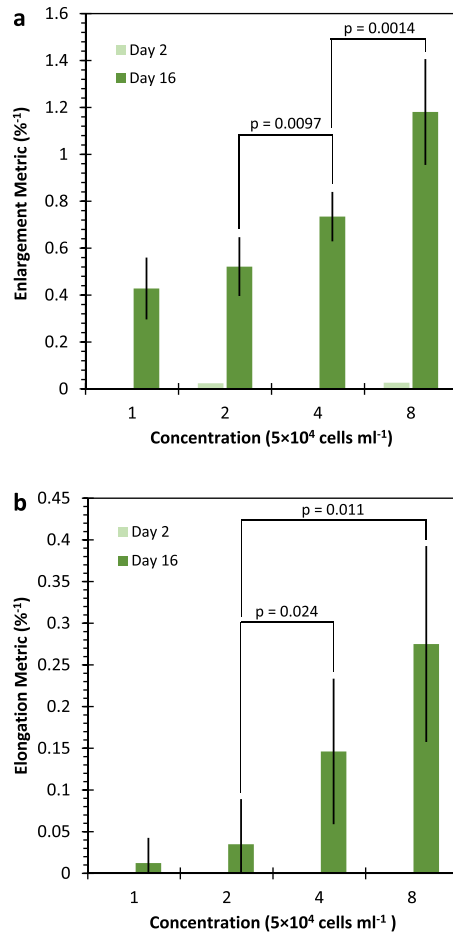 a
1.6
1.4
1.2
1
0.8
0.6
0.4
0.2
0
Enlargement Metric (%⁻¹)
Day 2
Day 16
p = 0.0014
p = 0.0097
1 2 4 8
Concentration (5×10⁴ cells ml⁻¹)
b
0.45
0.4
0.35
0.3
0.25
0.2
0.15
0.1
0.05
0
Elongation Metric (%⁻¹)
Day 2
Day 16
p = 0.011
p = 0.024
1 2 4 8
Concentration (5×10⁴ cells ml⁻¹ )